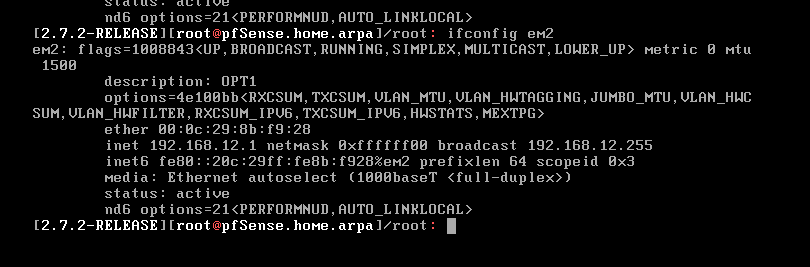 status: active
nd6 options=21<PERFORMNUD,AUTO_LINKLOCAL>
[2.7.2-RELEASE][root@pfSense.home.arpa]/root: ifconfig em2
em2: flags=1008843<UP,BROADCAST,RUNNING,SIMPLEX,MULTICAST,LOWER_UP> metric 0 mtu
1500
description: OPT1
options=4e100bb<RXCSUM,TXCSUM,VLAN_MTU,VLAN_HWTAGGING,JUMBO_MTU,VLAN_HWC
SUM,VLAN_HWFILTER,RXCSUM_IPV6,TXCSUM_IPV6,HWSTATS,MEXTPG>
ether 00:0c:29:8b:f9:28
inet 192.168.12.1 netmask 0xffffff00 broadcast 192.168.12.255
inet6 fe80::20c:29ff:fe8b:f928%em2 prefixlen 64 scopeid 0x3
media: Ethernet autoselect (1000baseT <full-duplex>)
status: active
nd6 options=21<PERFORMNUD,AUTO_LINKLOCAL>
[2.7.2-RELEASE][root@pfSense.home.arpa]/root: